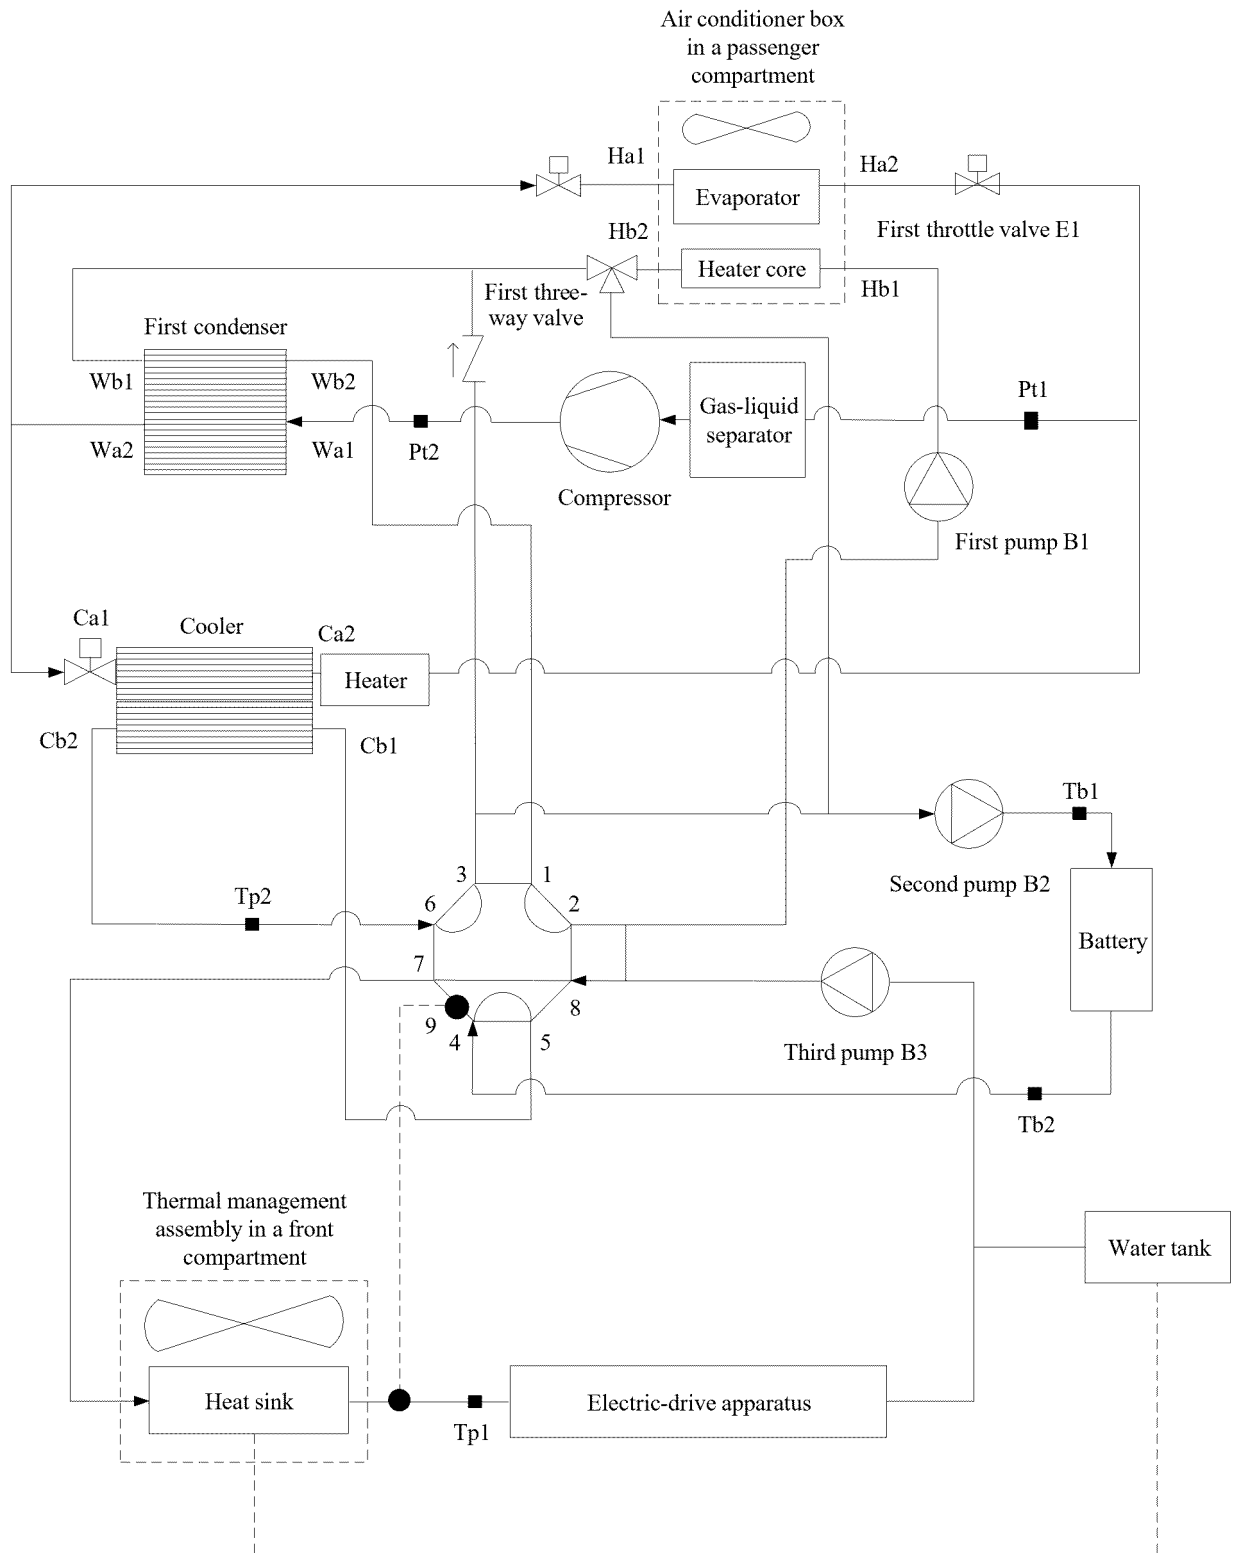 Air conditioner box
in a passenger
compartment
Ha1
Ha2
Evaporator
First throttle valve E1
Hb2
Heater core
Hb1
First three-
way valve
First condenser
Wb1
Wb2
Wa2
Wa1
Pt2
Compressor
Gas-liquid
separator
Pt1
First pump B1
Ca1
Cooler
Ca2
Heater
Cb2
Cb1
Tb1
Second pump B2
Battery
Tp2
3
1
6
2
7
8
9
4
5
Third pump B3
Tb2
Thermal management
assembly in a front
compartment
Water tank
Heat sink
Tp1
Electric-drive apparatus